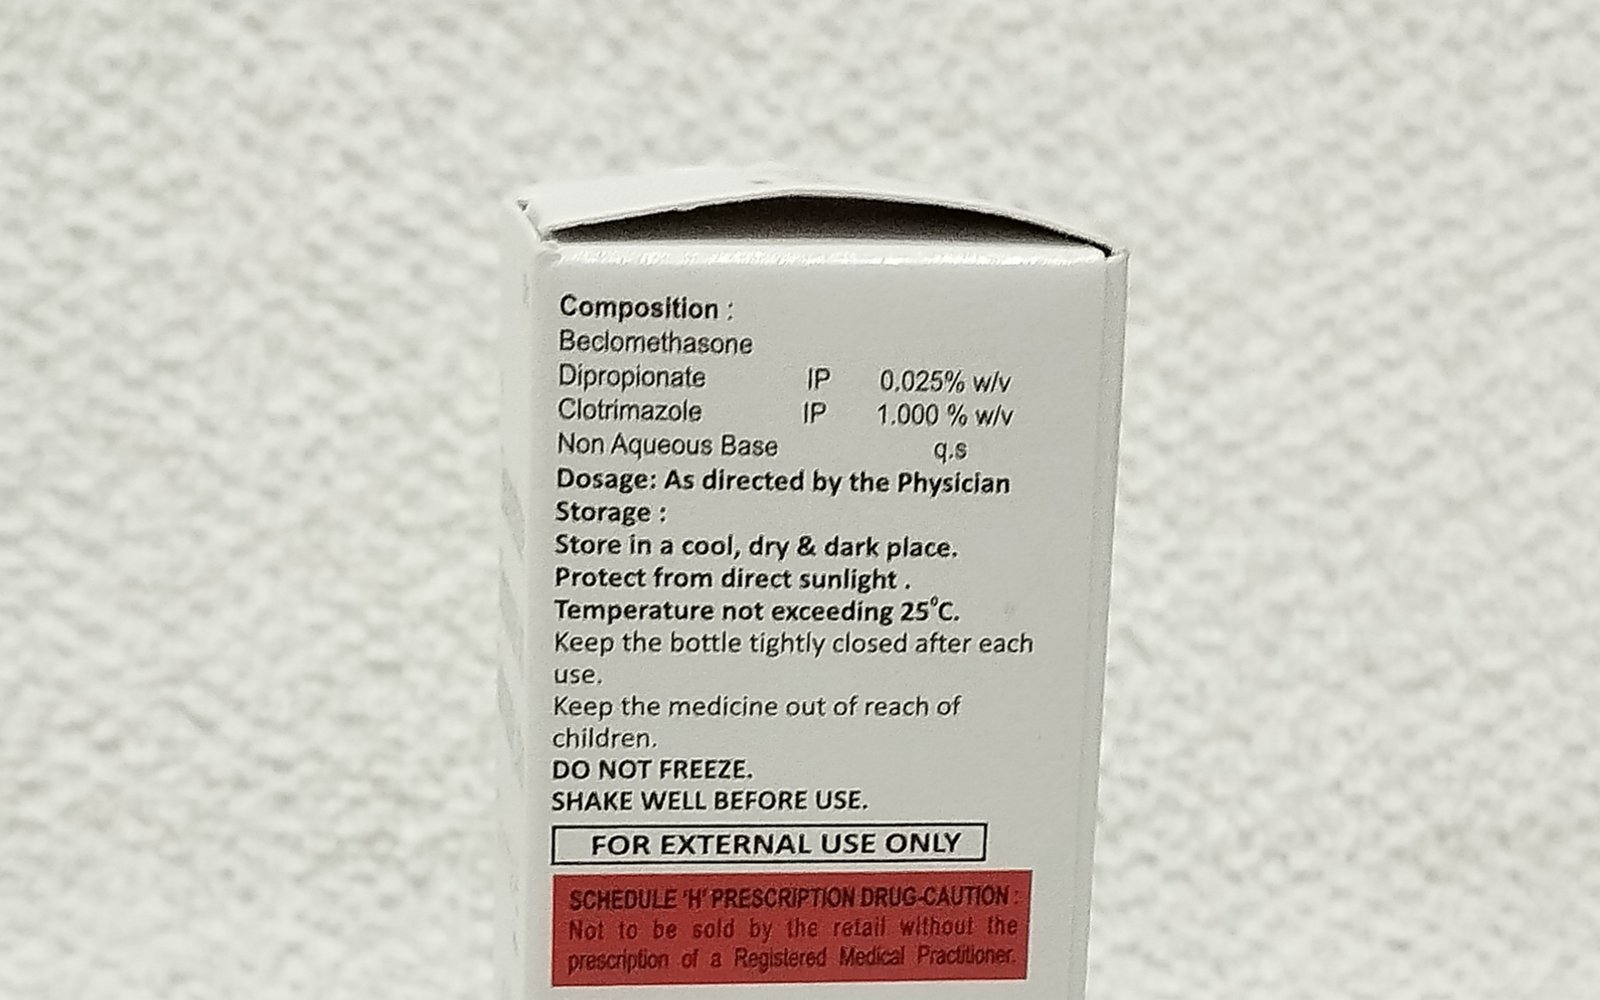 Composition :
Beclomethasone
Dipropionate IP 0.025% w/v
Clotrimazole IP 1.000 % w/v
Non Aqueous Base q.s
Dosage: As directed by the Physician
Storage :
Store in a cool, dry & dark place.
Protect from direct sunlight .
Temperature not exceeding 25°C.
Keep the bottle tightly closed after each
use.
Keep the medicine out of reach of
children.
DO NOT FREEZE.
SHAKE WELL BEFORE USE.
FOR EXTERNAL USE ONLY
SCHEDULE 'H' PRESCRIPTION DRUG-CAUTION :
Not to be sold by the retail without the
prescription of a Registered Medical Practitioner.